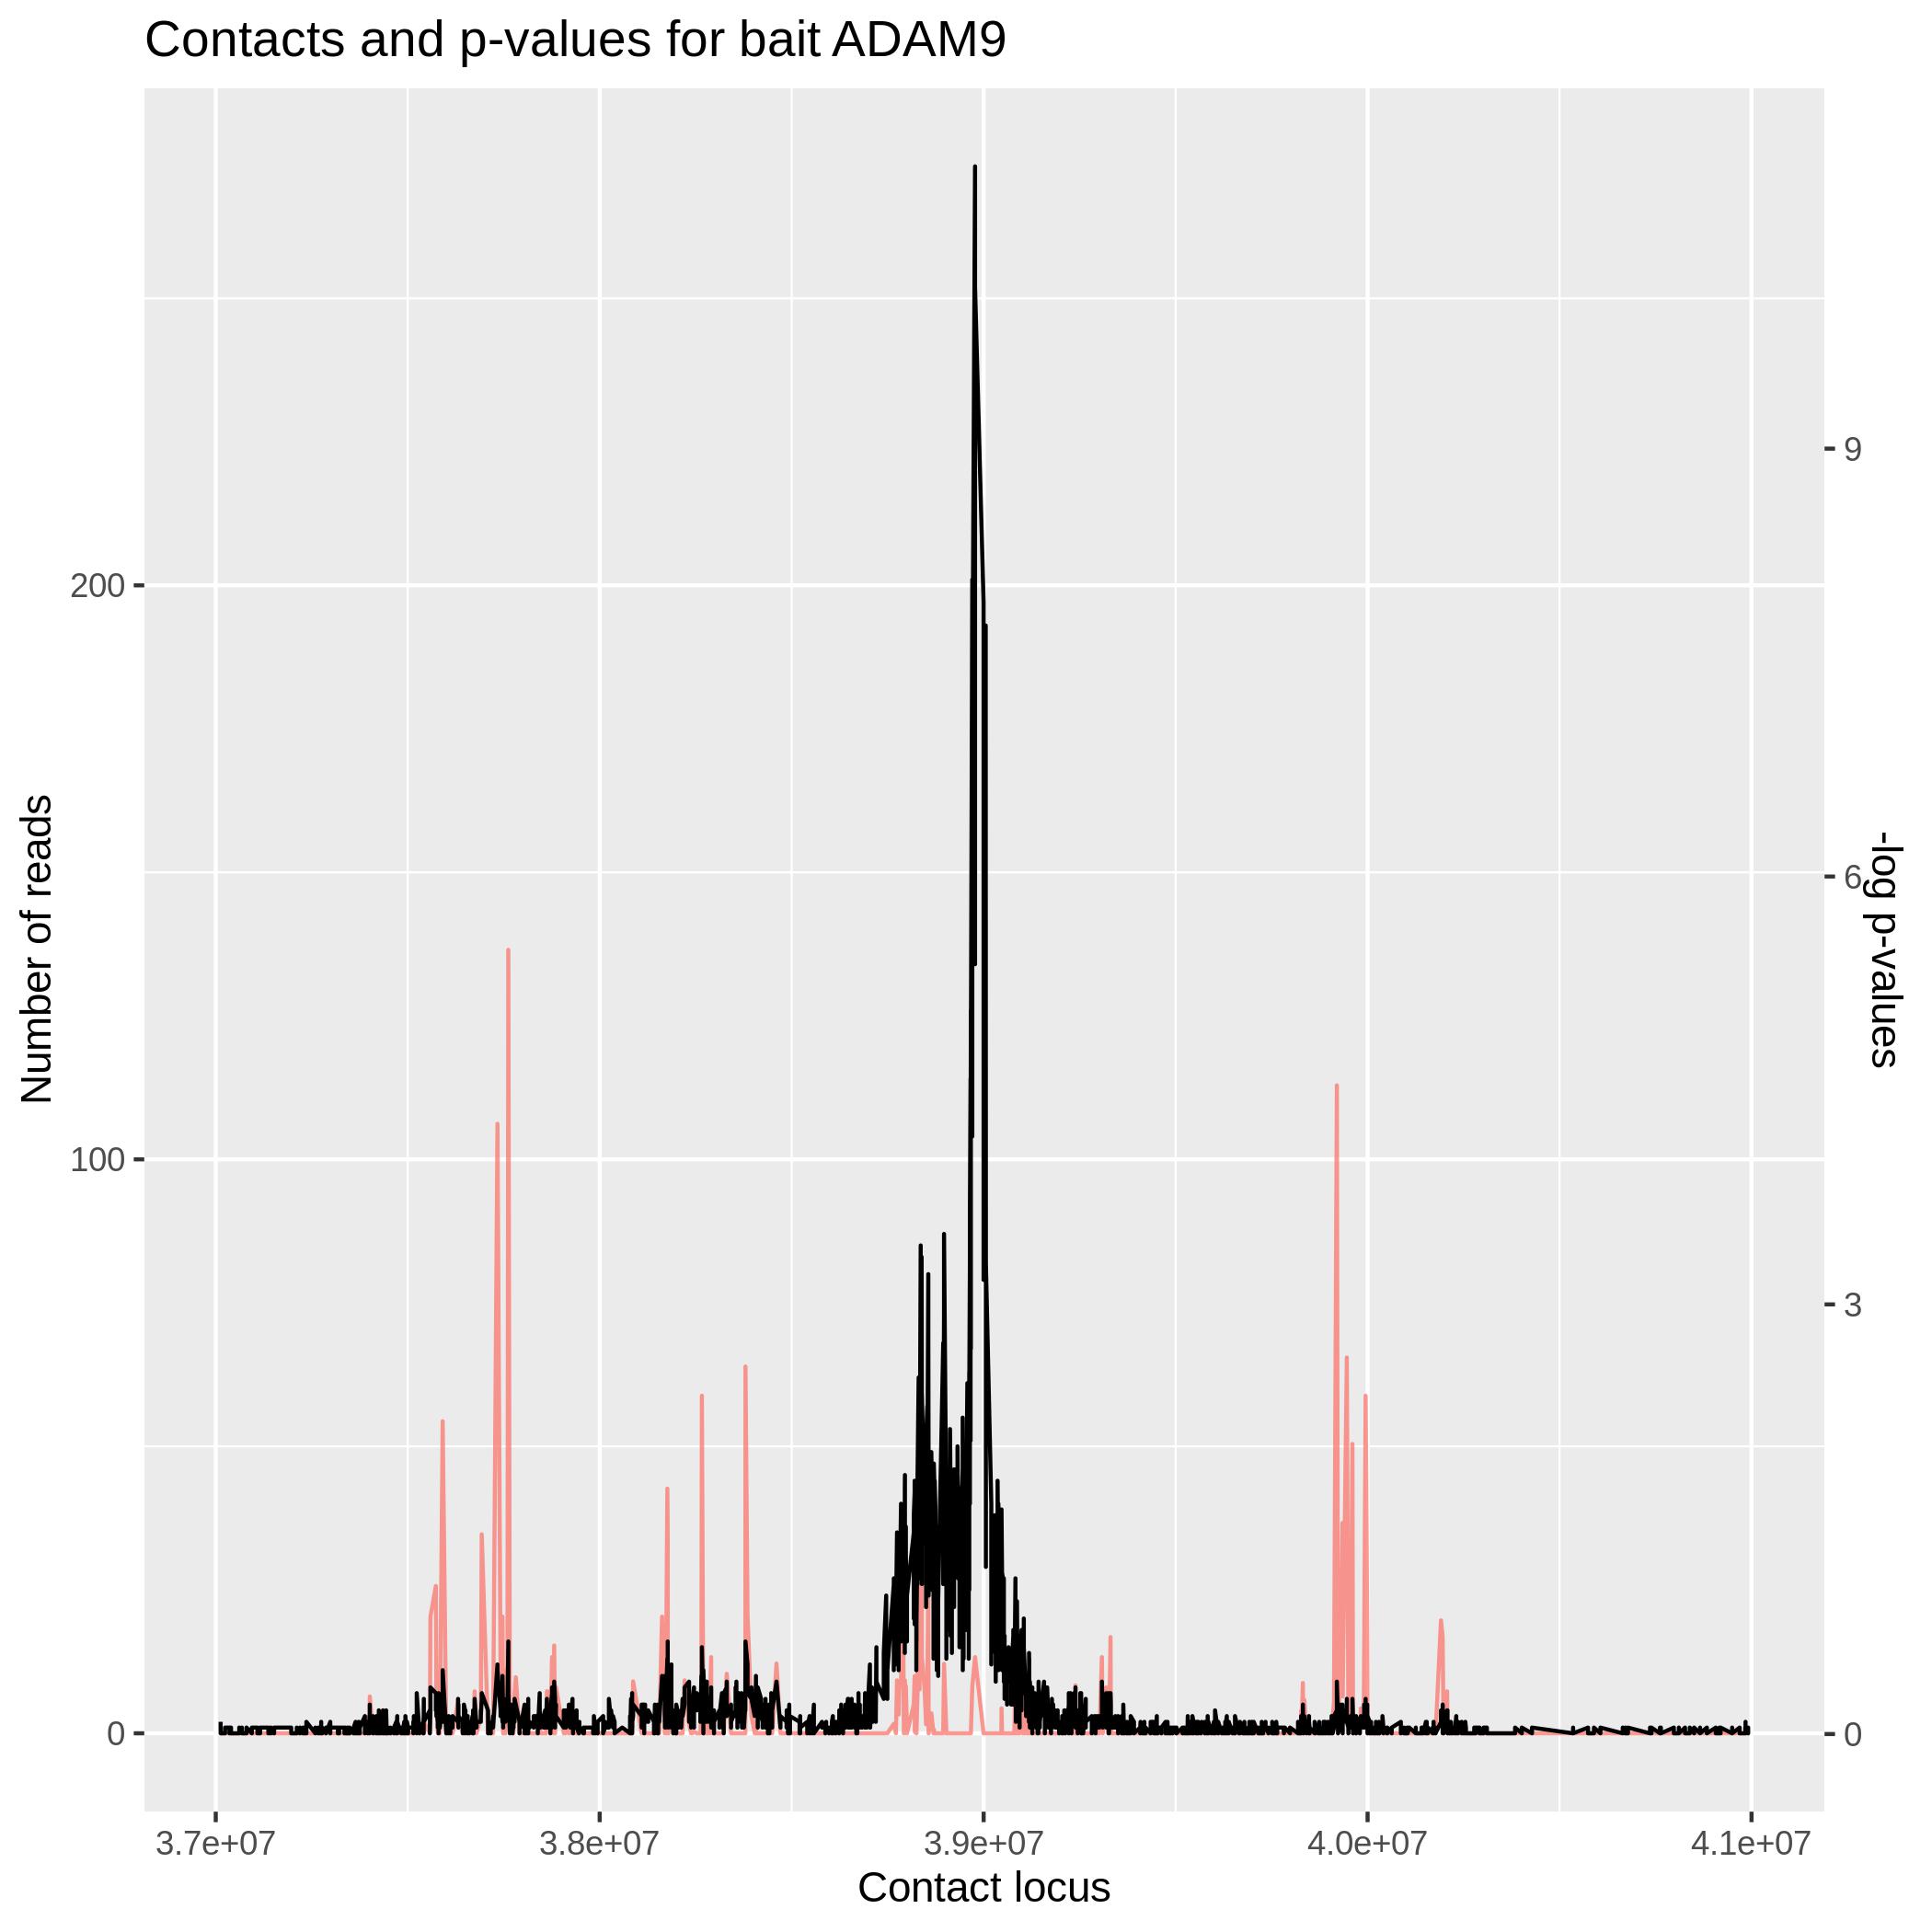 Contacts and p-values for bait ADAM9
Number of reads
200
100
0
9
6
3
0
-log p-values
3.7e+07
3.8e+07
3.9e+07
4.0e+07
4.1e+07
Contact locus